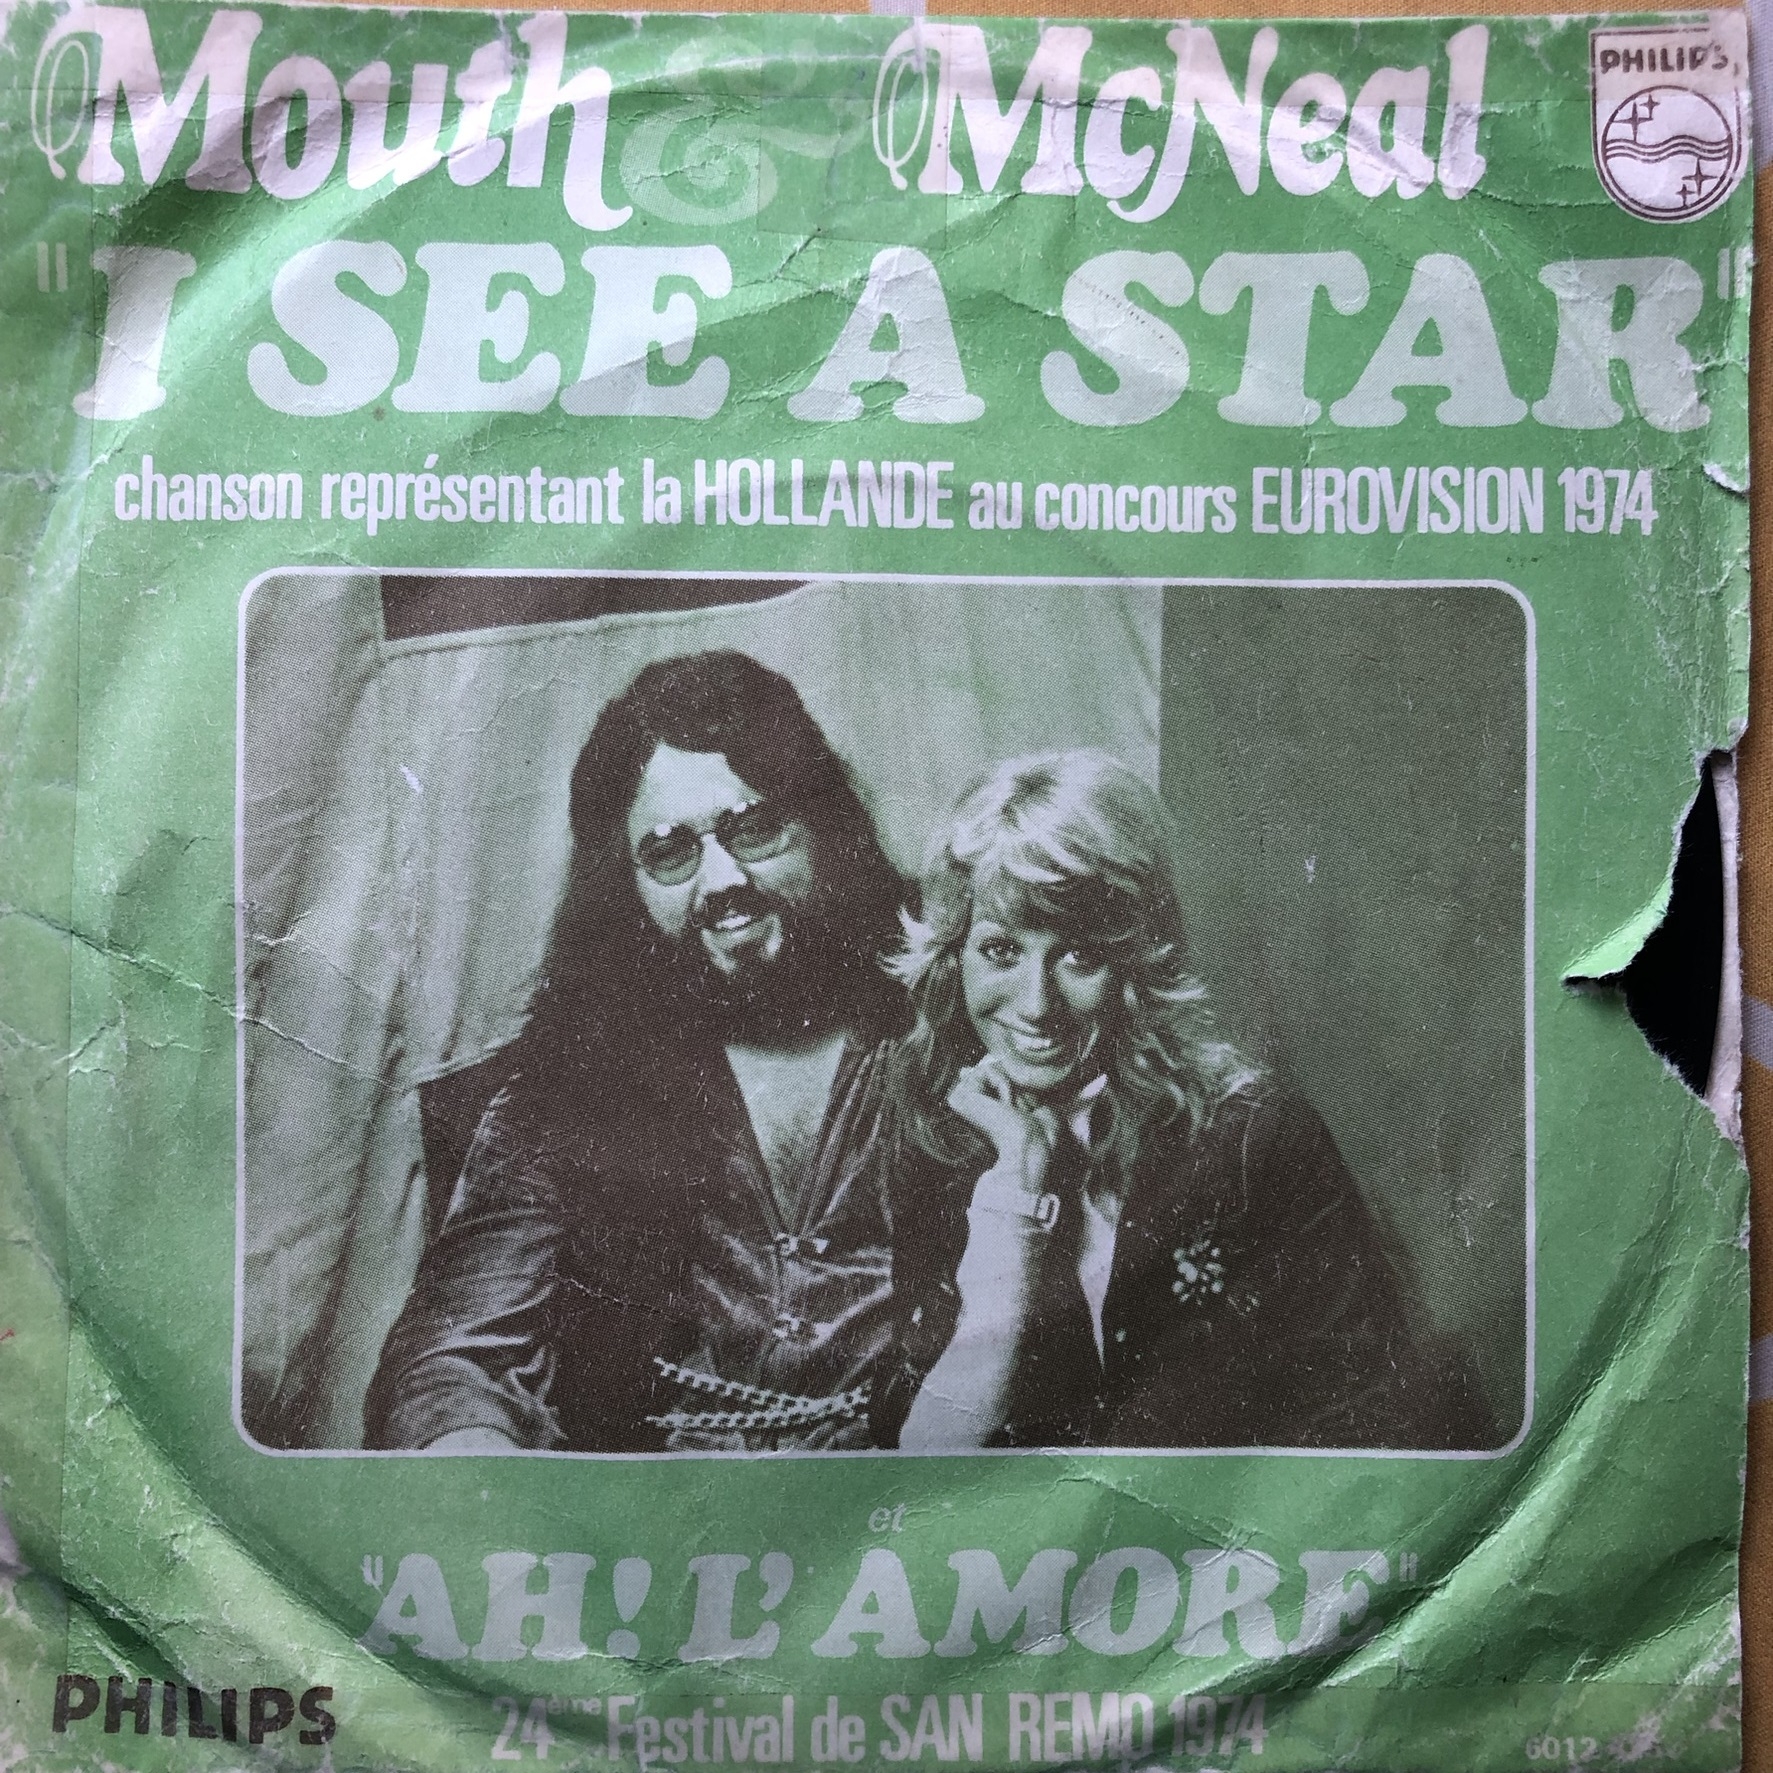 Mouth & McNeal
PHILIPS
"I SEE A STAR"
chanson représentant la HOLLANDE au concours EUROVISION 1974
et
"AH! L'AMORE"
PHILIPS
24ème Festival de SAN REMO 1974
6012